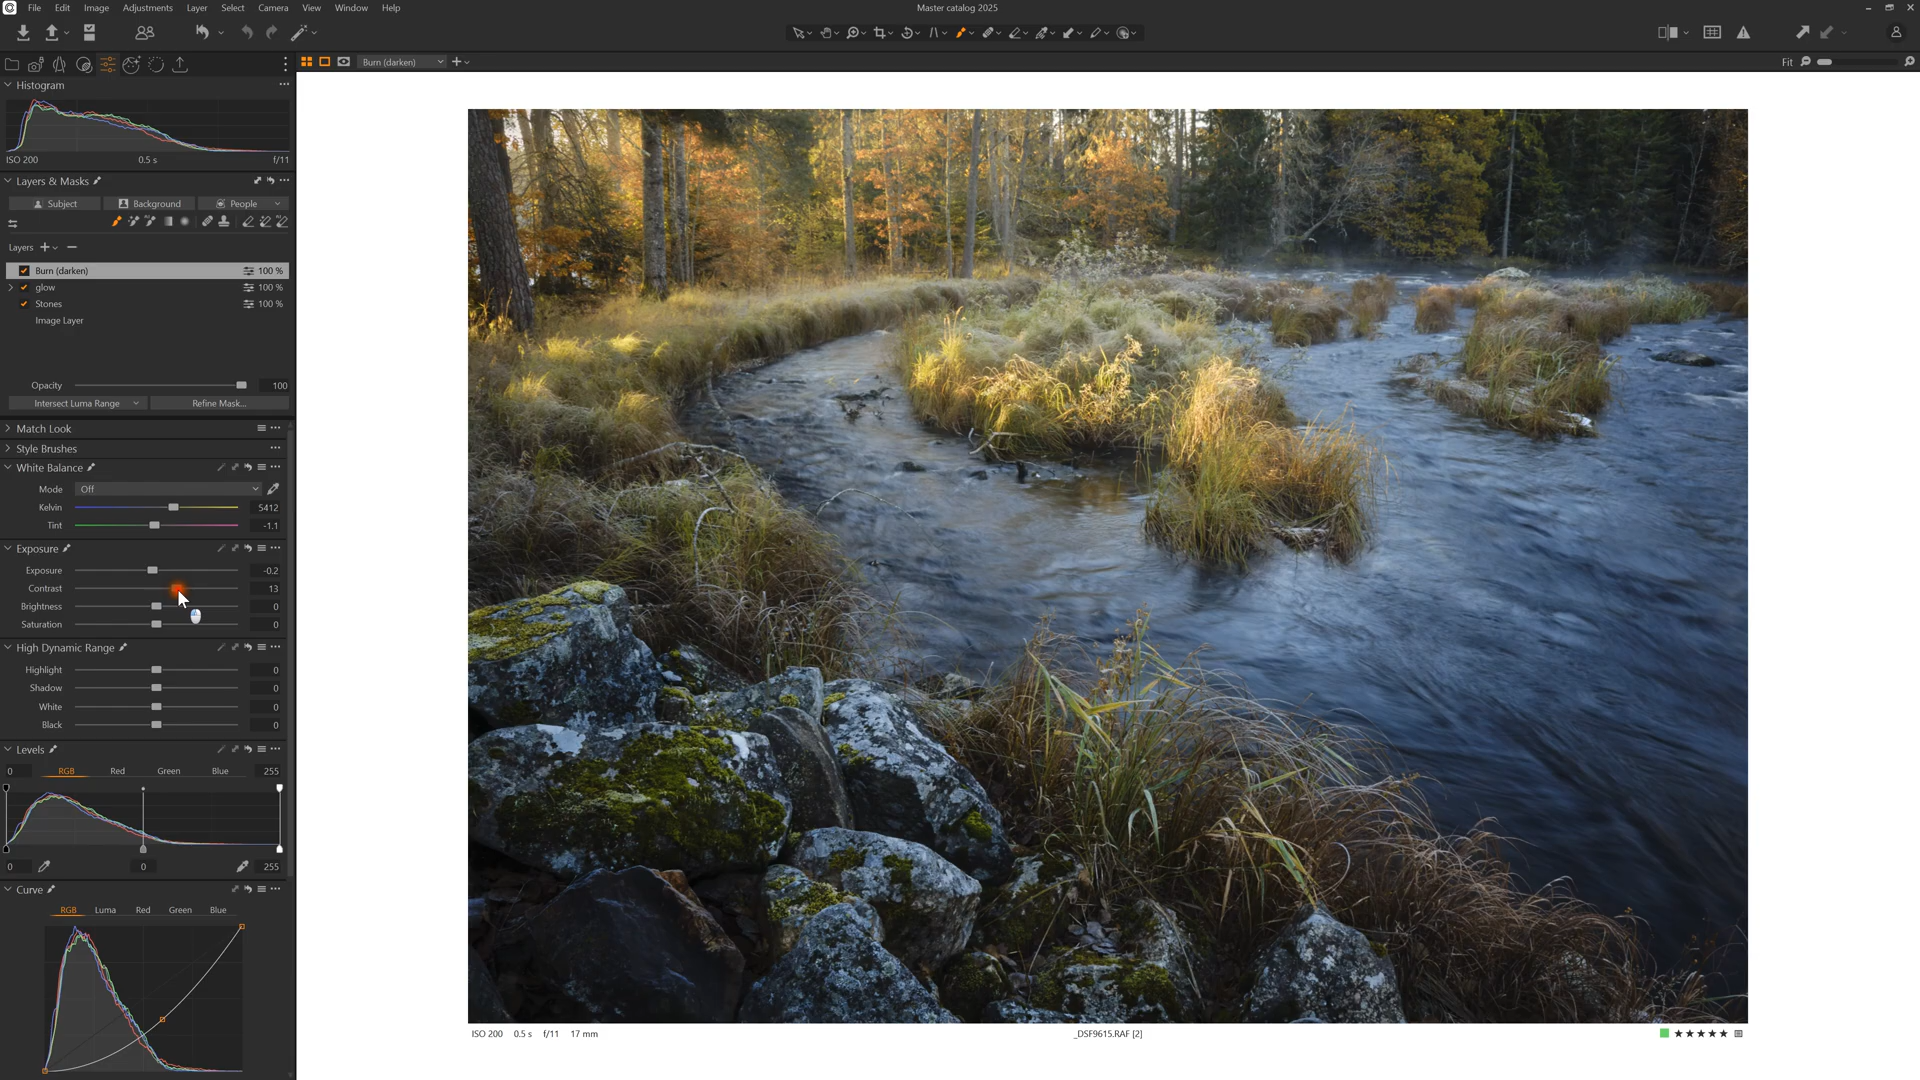 File Edit Image Adjustments Layer Select Camera View Window Help
Master catalog 2025
Burn (darken)
Fit
Histogram
ISO 200 0.5 s f/11
Layers & Masks
Subject Background People
Layers
Burn (darken) 100 %
glow 100 %
Stones 100 %
Image Layer
Opacity 100
Intersect Luma Range Refine Mask...
Match Look
Style Brushes
White Balance
Mode Off
Kelvin 5412
Tint -1.1
Exposure
Exposure -0.2
Contrast 13
Brightness 0
Saturation 0
High Dynamic Range
Highlight 0
Shadow 0
White 0
Black 0
Levels
0 RGB Red Green Blue 255
0 0 255
Curve
RGB Luma Red Green Blue
ISO 200 0.5 s f/11 17 mm
_DSF9615.RAF [2]